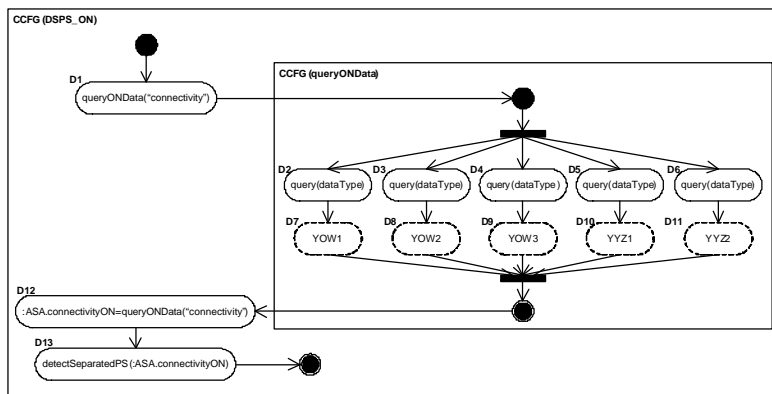 CCFG (DSPS_ON)
D1
queryONData("connectivity")
CCFG (queryONData)
D2 D3 D4 D5 D6
query(dataType) query(dataType) query(dataType) query(dataType) query(dataType)
D7 D8 D9 D10 D11
YOW1 YOW2 YOW3 YYZ1 YYZ2
D12
:ASA.connectivityON=queryONData("connectivity")
D13
detectSeparatedPS(:ASA.connectivityON)